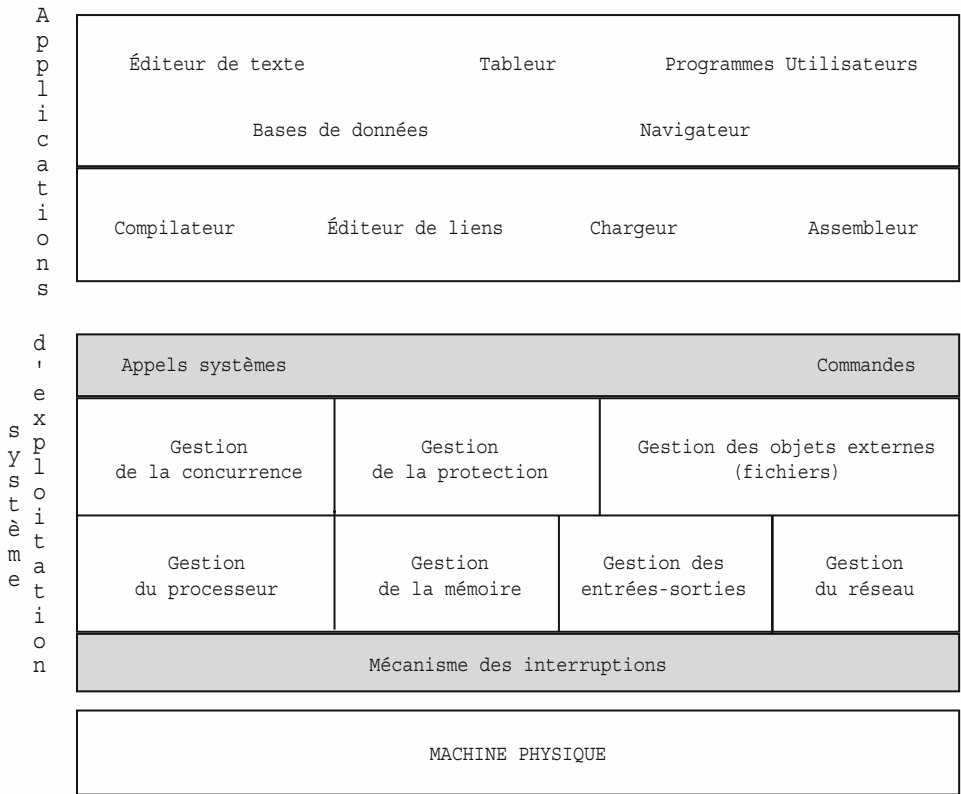 Applications
Éditeur de texte Tableur Programmes Utilisateurs
Bases de données Navigateur
Compilateur Éditeur de liens Chargeur Assembleur
système
d'exploitation
Appels systèmes Commandes
Gestion
de la concurrence
Gestion
de la protection
Gestion des objets externes
(fichiers)
Gestion
du processeur
Gestion
de la mémoire
Gestion des
entrées-sorties
Gestion
du réseau
Mécanisme des interruptions
MACHINE PHYSIQUE